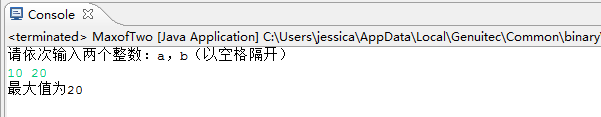 Console
<terminated> MaxofTwo [Java Application] C:\Users\jessica\AppData\Local\Genuitec\Common\binary\
请依次输入两个整数：a，b（以空格隔开）
10 20
最大值为20